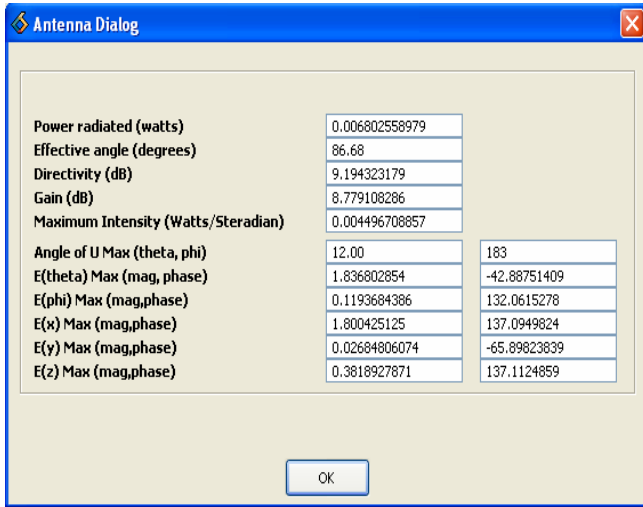 Antenna Dialog
Power radiated (watts) 0.006802558979
Effective angle (degrees) 86.68
Directivity (dB) 9.194323179
Gain (dB) 8.779108286
Maximum Intensity (Watts/Steradian) 0.004496708857
Angle of U Max (theta, phi) 12.00 183
E(theta) Max (mag, phase) 1.836802854 -42.88751409
E(phi) Max (mag,phase) 0.1193684386 132.0615278
E(x) Max (mag,phase) 1.800425125 137.0949824
E(y) Max (mag,phase) 0.02684806074 -65.89823839
E(z) Max (mag,phase) 0.3818927871 137.1124859
OK